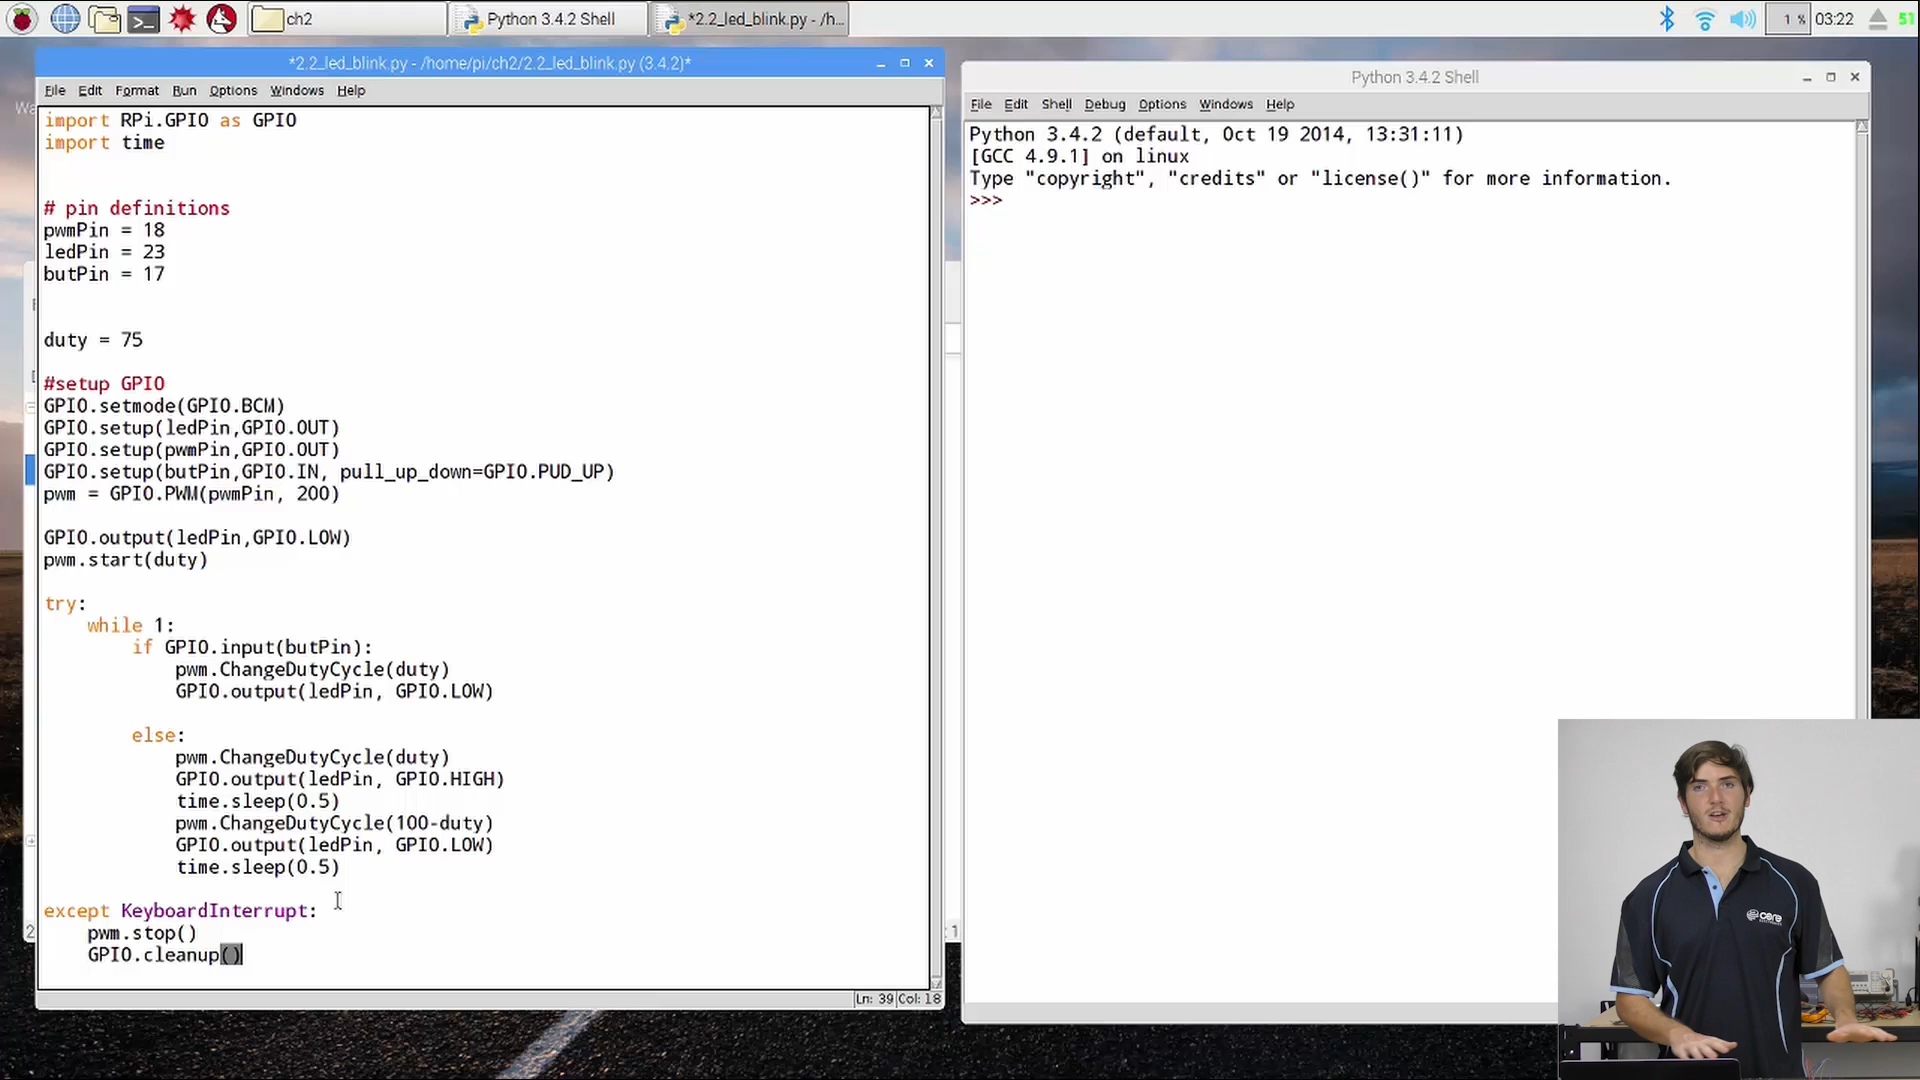 ch2
Python 3.4.2 Shell
*2.2_led_blink.py - /h...
1 %
03:22
51
*2.2_led_blink.py - /home/pi/ch2/2.2_led_blink.py (3.4.2)*
File Edit Format Run Options Windows Help
import RPi.GPIO as GPIO
import time
# pin definitions
pwmPin = 18
ledPin = 23
butPin = 17
duty = 75
#setup GPIO
GPIO.setmode(GPIO.BCM)
GPIO.setup(ledPin,GPIO.OUT)
GPIO.setup(pwmPin,GPIO.OUT)
GPIO.setup(butPin,GPIO.IN, pull_up_down=GPIO.PUD_UP)
pwm = GPIO.PWM(pwmPin, 200)
GPIO.output(ledPin,GPIO.LOW)
pwm.start(duty)
try:
while 1:
if GPIO.input(butPin):
pwm.ChangeDutyCycle(duty)
GPIO.output(ledPin, GPIO.LOW)
else:
pwm.ChangeDutyCycle(duty)
GPIO.output(ledPin, GPIO.HIGH)
time.sleep(0.5)
pwm.ChangeDutyCycle(100-duty)
GPIO.output(ledPin, GPIO.LOW)
time.sleep(0.5)
except KeyboardInterrupt:
pwm.stop()
GPIO.cleanup()
Ln: 39 Col: 18
Python 3.4.2 Shell
File Edit Shell Debug Options Windows Help
Python 3.4.2 (default, Oct 19 2014, 13:31:11)
[GCC 4.9.1] on linux
Type "copyright", "credits" or "license()" for more information.
>>>
core